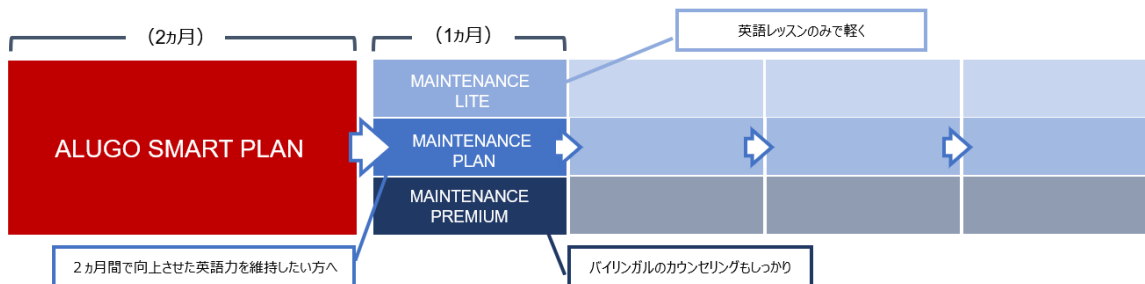 （2ヵ月）
（1ヵ月）
英語レッスンのみで軽く
ALUGO SMART PLAN
MAINTENANCE
LITE
MAINTENANCE
PLAN
MAINTENANCE
PREMIUM
２ヵ月間で向上させた英語力を維持したい方へ
バイリンガルのカウンセリングもしっかり